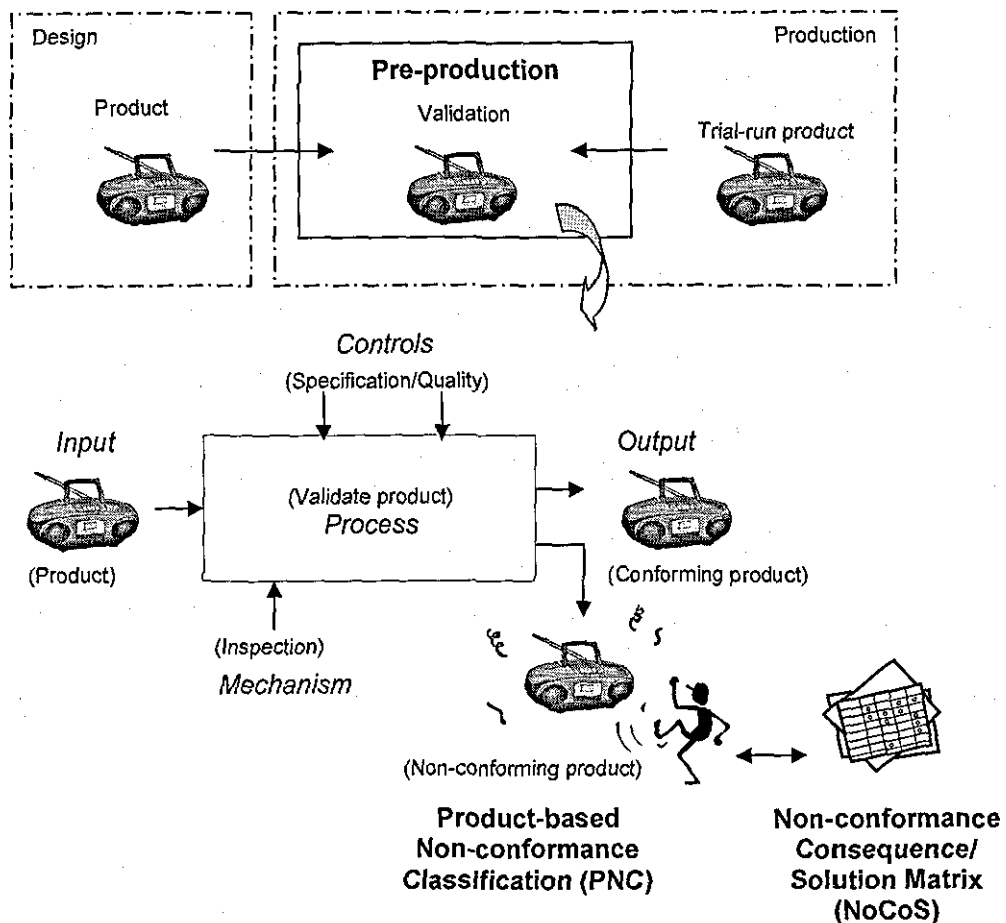 Design
Production
Pre-production
Product
Validation
Trial-run product
Controls
(Specification/Quality)
Input
Output
(Validate product)
Process
(Product)
(Conforming product)
(Inspection)
Mechanism
(Non-conforming product)
Product-based
Non-conformance
Classification (PNC)
Non-conformance
Consequence/
Solution Matrix
(NoCoS)